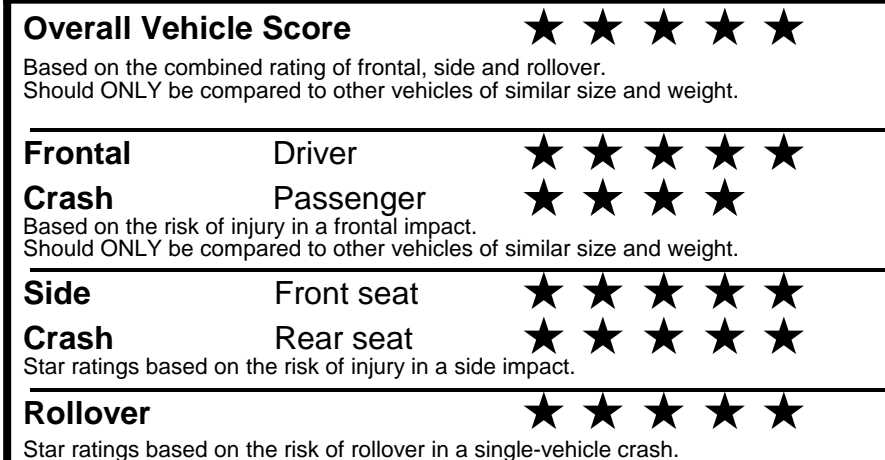 Overall Vehicle Score ★ ★ ★ ★ ★
Based on the combined rating of frontal, side and rollover.
Should ONLY be compared to other vehicles of similar size and weight.
Frontal Driver ★ ★ ★ ★ ★
Crash Passenger ★ ★ ★ ★
Based on the risk of injury in a frontal impact.
Should ONLY be compared to other vehicles of similar size and weight.
Side Front seat ★ ★ ★ ★ ★
Crash Rear seat ★ ★ ★ ★ ★
Star ratings based on the risk of injury in a side impact.
Rollover ★ ★ ★ ★ ★
Star ratings based on the risk of rollover in a single-vehicle crash.